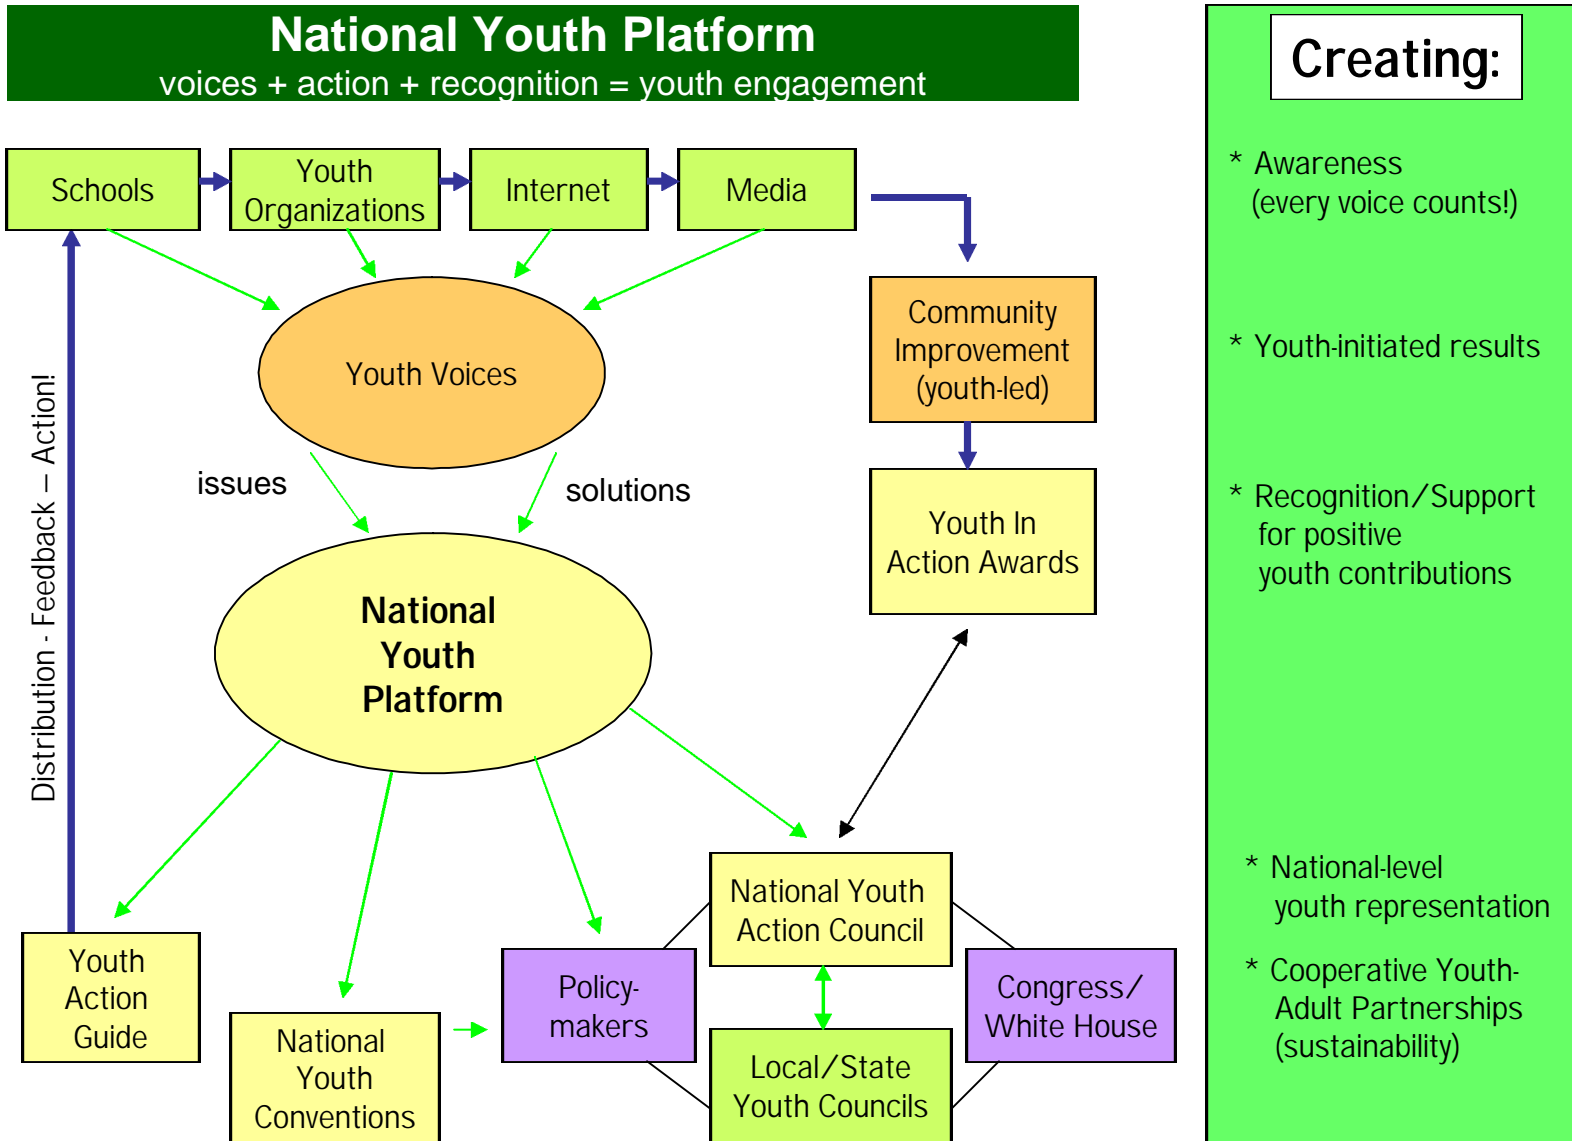 National Youth Platform
voices + action + recognition = youth engagement
Creating:
Schools
Youth
Organizations
Internet
Media
* Awareness
(every voice counts!)
Youth Voices
Community
Improvement
(youth-led)
* Youth-initiated results
issues
solutions
Youth In
Action Awards
* Recognition/Support
for positive
youth contributions
Distribution - Feedback – Action!
National
Youth
Platform
National Youth
Action Council
* National-level
youth representation
Youth
Action
Guide
National
Youth
Conventions
Policy-
makers
Congress/
White House
Local/State
Youth Councils
* Cooperative Youth-
Adult Partnerships
(sustainability)